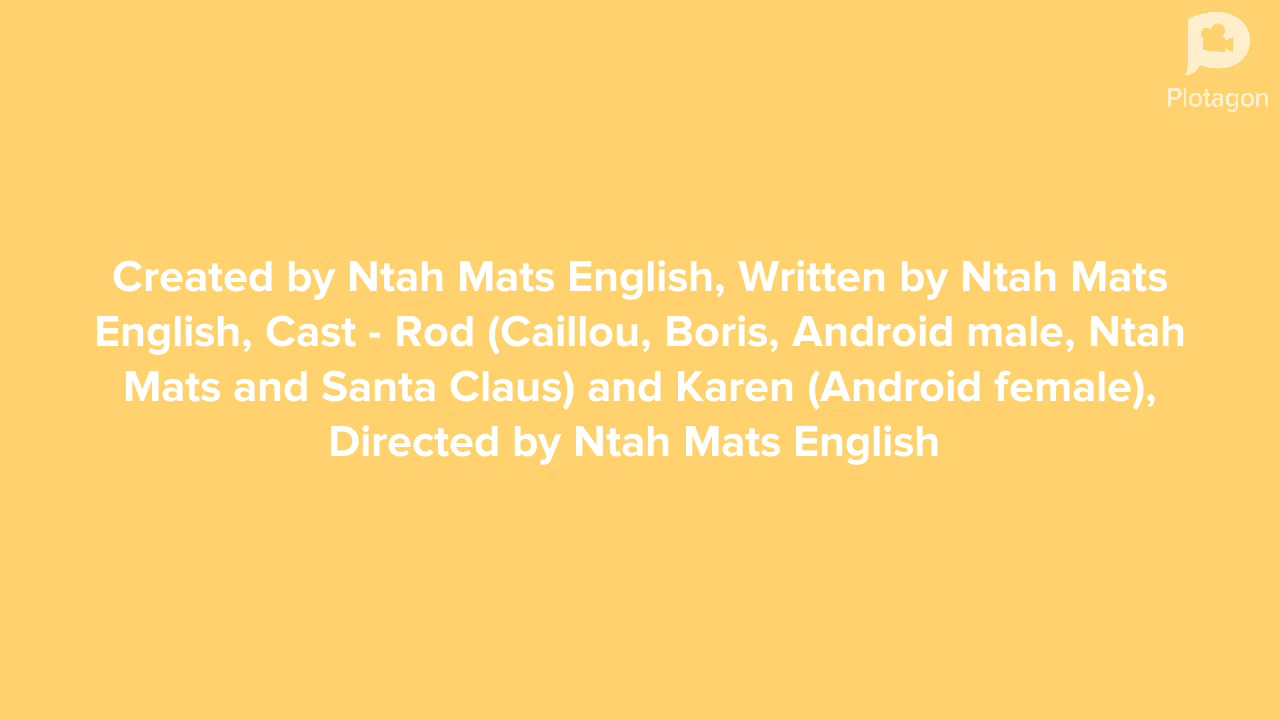 Plotagon
Created by Ntah Mats English, Written by Ntah Mats
English, Cast - Rod (Caillou, Boris, Android male, Ntah
Mats and Santa Claus) and Karen (Android female),
Directed by Ntah Mats English